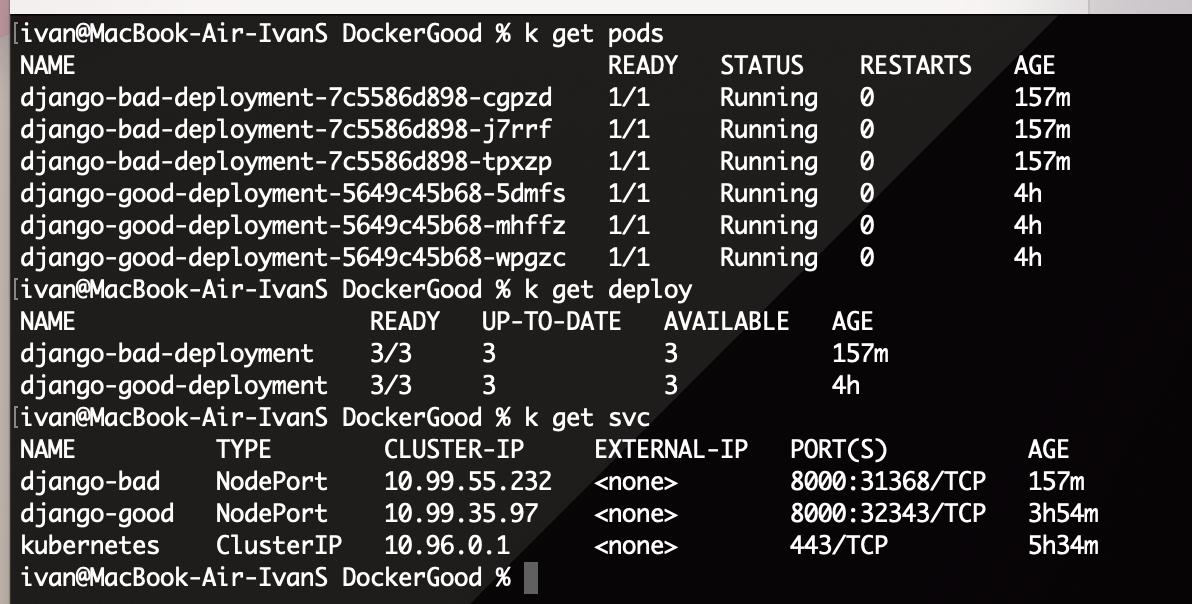 [ivan@MacBook-Air-IvanS DockerGood % k get pods
NAME READY STATUS RESTARTS AGE
django-bad-deployment-7c5586d898-cgpzd 1/1 Running 0 157m
django-bad-deployment-7c5586d898-j7rrf 1/1 Running 0 157m
django-bad-deployment-7c5586d898-tpxzp 1/1 Running 0 157m
django-good-deployment-5649c45b68-5dmfs 1/1 Running 0 4h
django-good-deployment-5649c45b68-mhffz 1/1 Running 0 4h
django-good-deployment-5649c45b68-wpgzc 1/1 Running 0 4h
[ivan@MacBook-Air-IvanS DockerGood % k get deploy
NAME READY UP-TO-DATE AVAILABLE AGE
django-bad-deployment 3/3 3 3 157m
django-good-deployment 3/3 3 3 4h
[ivan@MacBook-Air-IvanS DockerGood % k get svc
NAME TYPE CLUSTER-IP EXTERNAL-IP PORT(S) AGE
django-bad NodePort 10.99.55.232 <none> 8000:31368/TCP 157m
django-good NodePort 10.99.35.97 <none> 8000:32343/TCP 3h54m
kubernetes ClusterIP 10.96.0.1 <none> 443/TCP 5h34m
ivan@MacBook-Air-IvanS DockerGood %